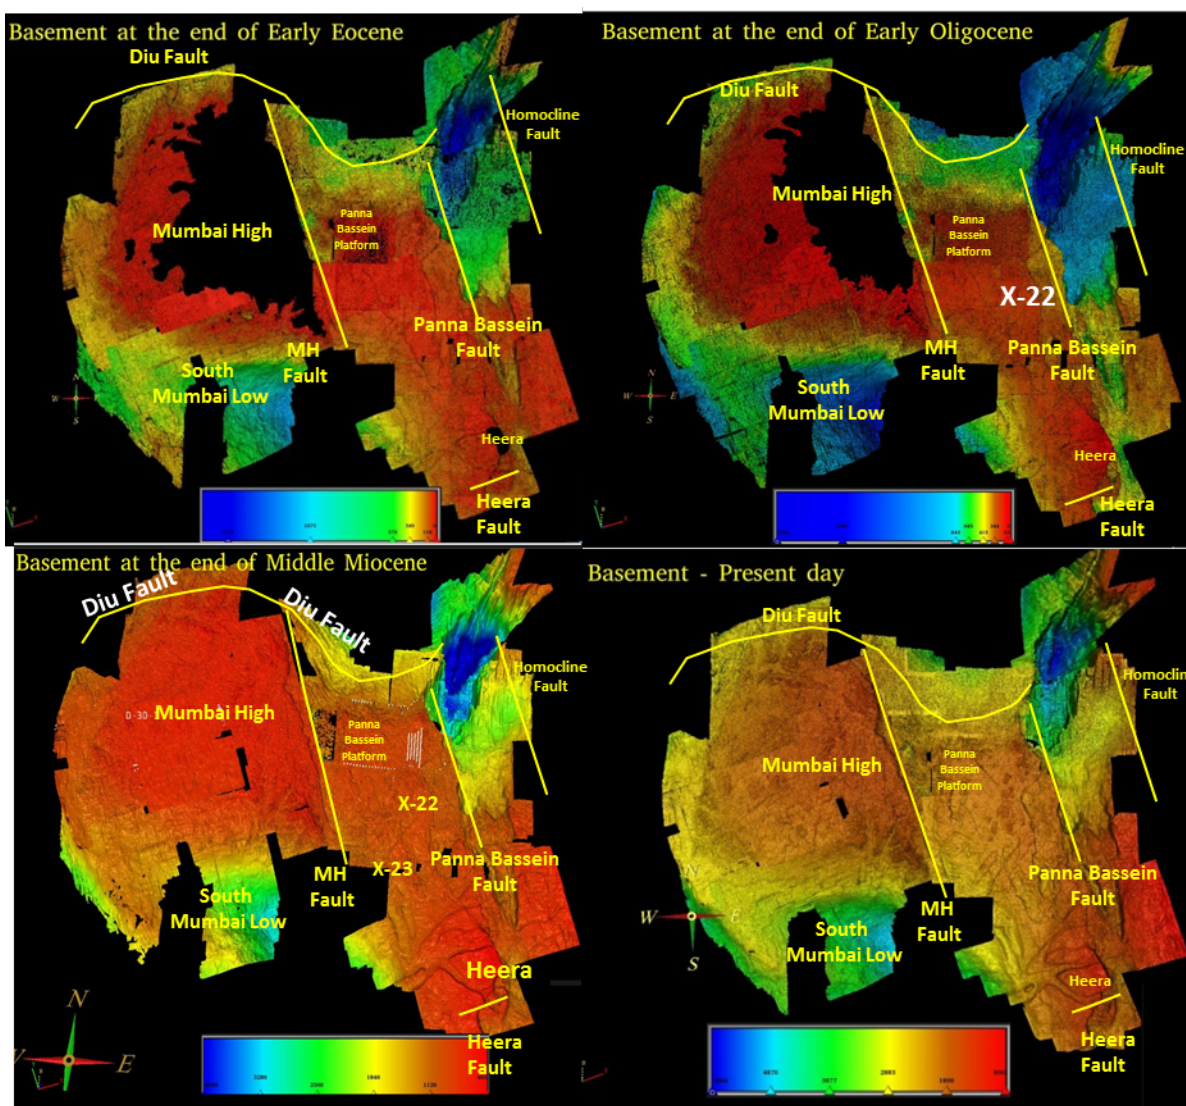 Basement at the end of Early Eocene
Diu Fault
Homocline
Fault
Mumbai High
Panna
Bassein
Platform
Panna Bassein
Fault
MH
Fault
South
Mumbai Low
N
W
S
Heera
Heera
Fault
Basement at the end of Early Oligocene
Diu Fault
Homocline
Fault
Mumbai High
Panna
Bassein
Platform
X-22
MH
Fault
Panna Bassein
Fault
South
Mumbai Low
N
W E
S
Heera
Heera
Fault
Basement at the end of Middle Miocene
Diu Fault
Diu Fault
Homocline
Fault
D-30-
Mumbai High
Panna
Bassein
Platform
X-22
X-23
MH
Fault
Panna Bassein
Fault
South
Mumbai Low
Heera
N
E
Heera
Fault
3280
2560
1840
1120
Basement - Present day
Diu Fault
Homoclin
Fault
Mumbai High
Panna
Bassein
Platform
Panna Bassein
Fault
MH
Fault
South
Mumbai Low
W E
S
Heera
Heera
Fault